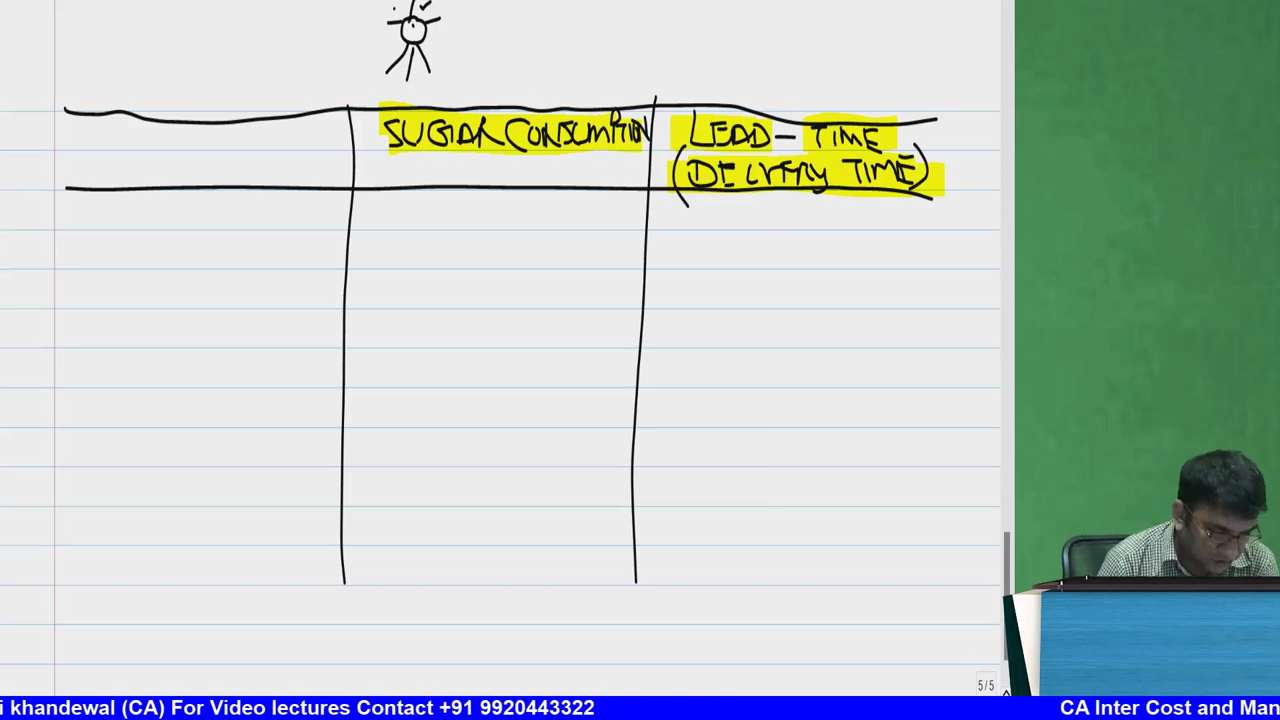 SUGAR CONSUMPTION
LEAD - TIME
(DELIVERY TIME)
5/5
i khandewal (CA) For Video lectures Contact +91 9920443322
CA Inter Cost and Man